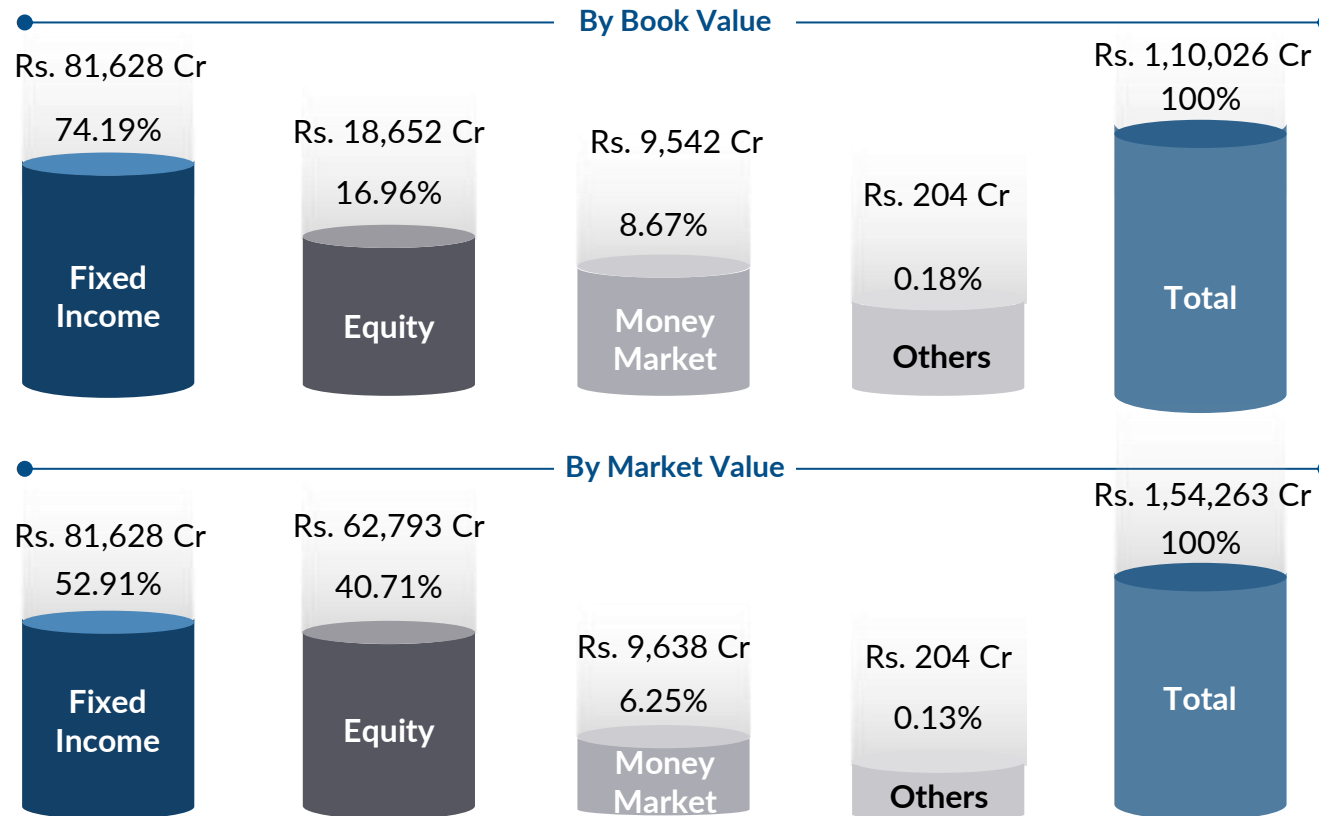 By Book Value
Rs. 81,628 Cr
74.19%
Fixed
Income
Rs. 18,652 Cr
16.96%
Equity
Rs. 9,542 Cr
8.67%
Money
Market
Rs. 204 Cr
0.18%
Others
Rs. 1,10,026 Cr
100%
Total
By Market Value
Rs. 81,628 Cr
52.91%
Fixed
Income
Rs. 62,793 Cr
40.71%
Equity
Rs. 9,638 Cr
6.25%
Money
Market
Rs. 204 Cr
0.13%
Others
Rs. 1,54,263 Cr
100%
Total